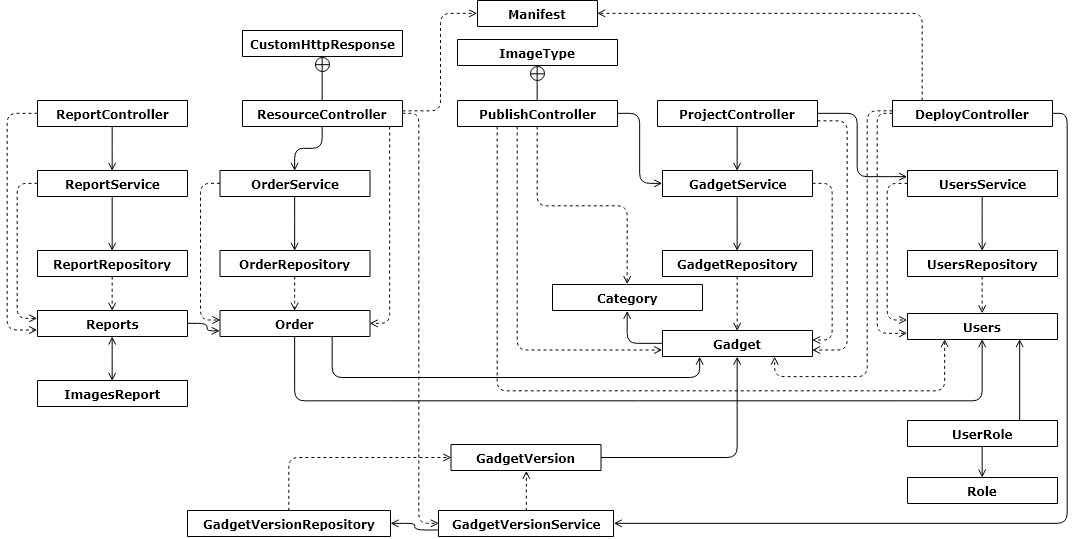 Manifest
CustomHttpResponse
ImageType
ReportController
ResourceController
PublishController
ProjectController
DeployController
ReportService
OrderService
GadgetService
UsersService
ReportRepository
OrderRepository
GadgetRepository
UsersRepository
Category
Reports
Order
Users
Gadget
ImagesReport
UserRole
GadgetVersion
Role
GadgetVersionRepository
GadgetVersionService